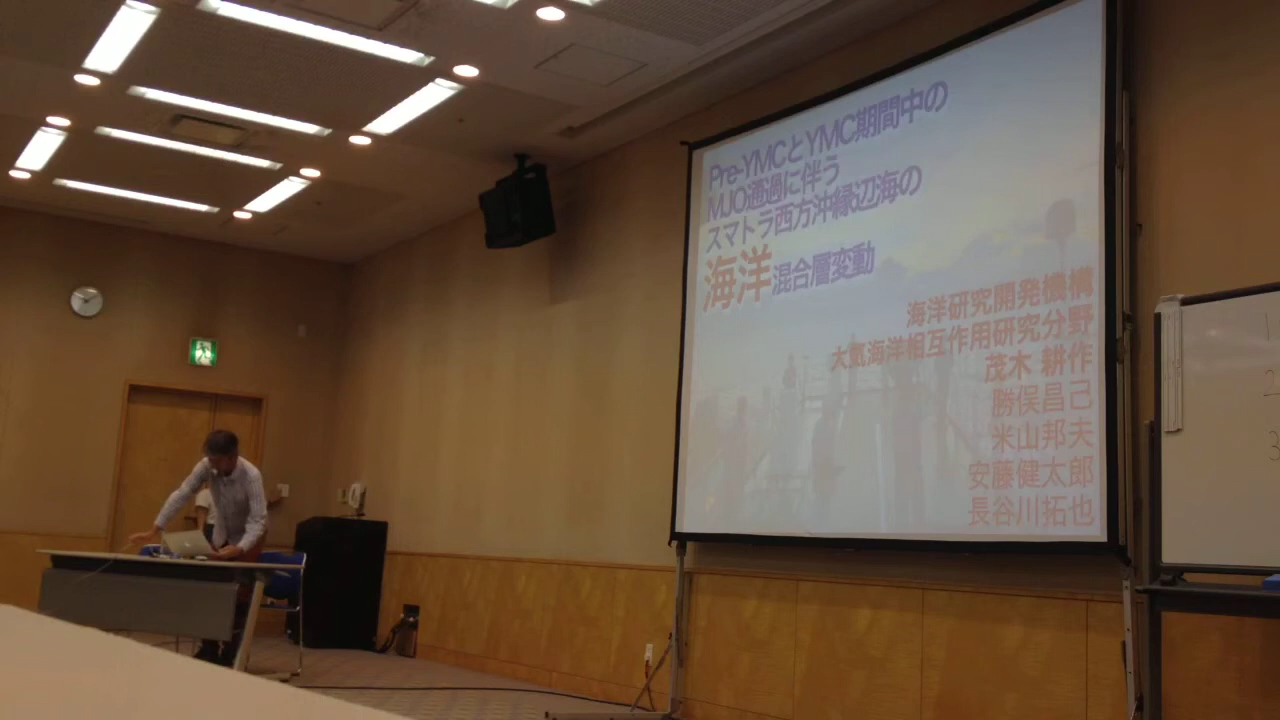 Pre-YMCとYMC期間中の
MJO通過に伴う
スマトラ西方沖縁辺海の
海洋混合層変動
海洋研究開発機構
大気海洋相互作用研究分野
茂木 耕作
勝俣昌己
米山邦夫
安藤健太郎
長谷川拓也
1
2
3